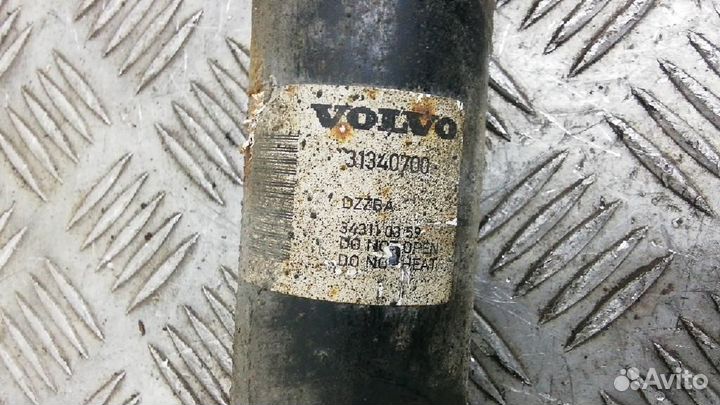 VOLVO
31340700
DZZ6A
34311 03 59
DO NOT OPEN
DO NOT HEAT
Avito